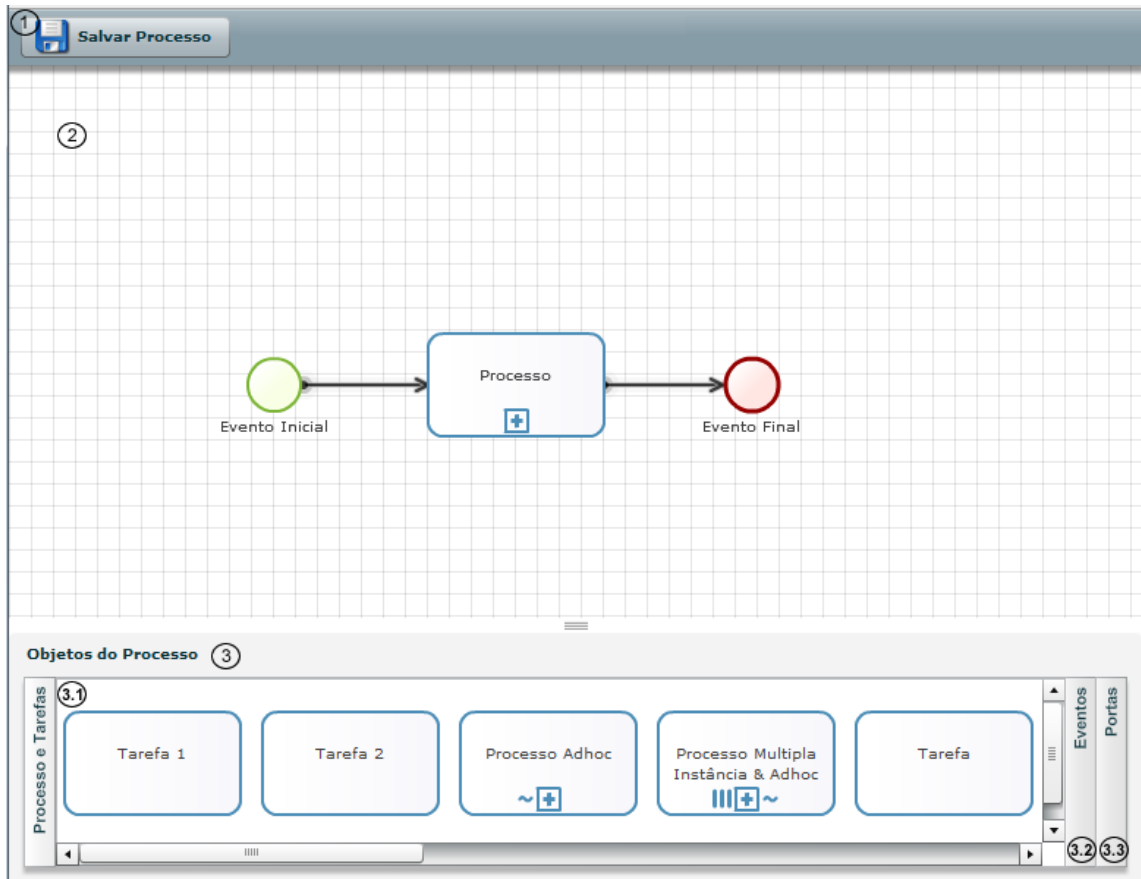 1
Salvar Processo
2
Processo
Evento Inicial
Evento Final
Objetos do Processo 3
Processo e Tarefas
3.1
Tarefa 1
Tarefa 2
Processo Adhoc
Processo Multipla
Instância & Adhoc
Tarefa
Eventos
3.2
Portas
3.3